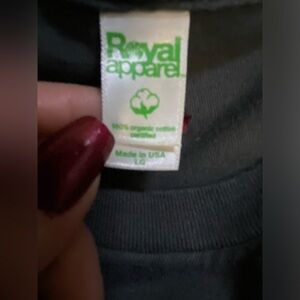 Royal
apparel
100% organic cotton
certified
Made in USA
LG